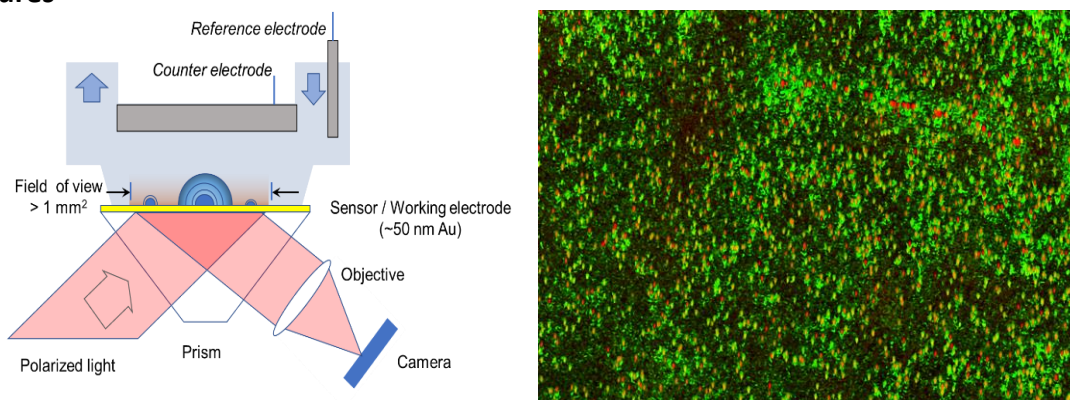 Reference electrode
Counter electrode
Field of view
> 1 mm2
Sensor / Working electrode
(~50 nm Au)
Objective
Prism
Camera
Polarized light